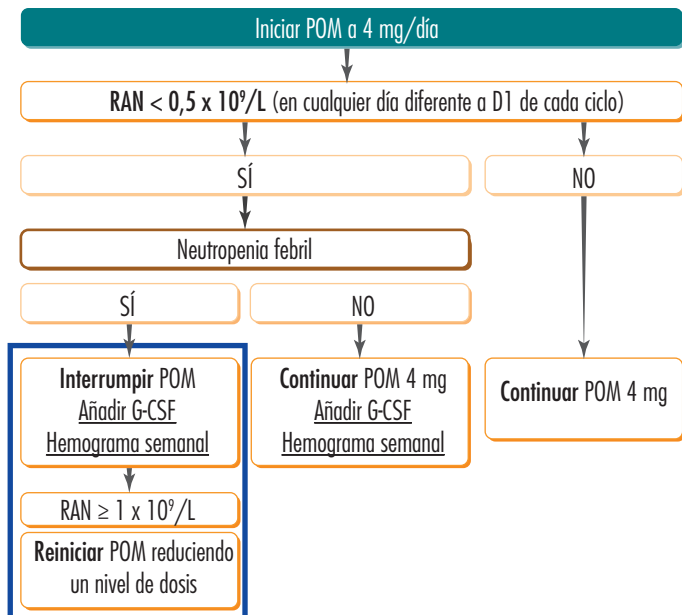 Iniciar POM a 4 mg/día
RAN < 0,5 x 10⁹/L (en cualquier día diferente a D1 de cada ciclo)
SÍ
NO
Neutropenia febril
SÍ
NO
Interrumpir POM
Añadir G-CSF
Hemograma semanal
Continuar POM 4 mg
Añadir G-CSF
Hemograma semanal
Continuar POM 4 mg
RAN ≥ 1 x 10⁹/L
Reiniciar POM reduciendo
un nivel de dosis